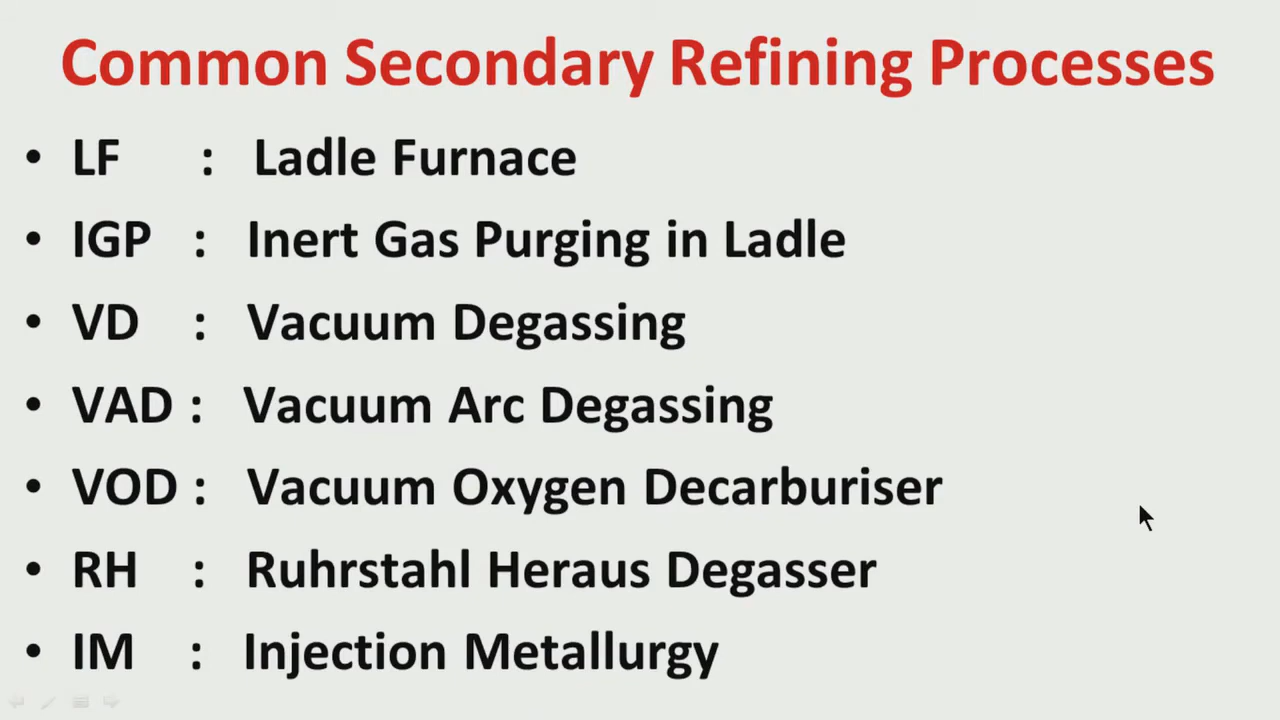 Common Secondary Refining Processes
• LF : Ladle Furnace
• IGP : Inert Gas Purging in Ladle
• VD : Vacuum Degassing
• VAD : Vacuum Arc Degassing
• VOD : Vacuum Oxygen Decarburiser
• RH : Ruhrstahl Heraus Degasser
• IM : Injection Metallurgy